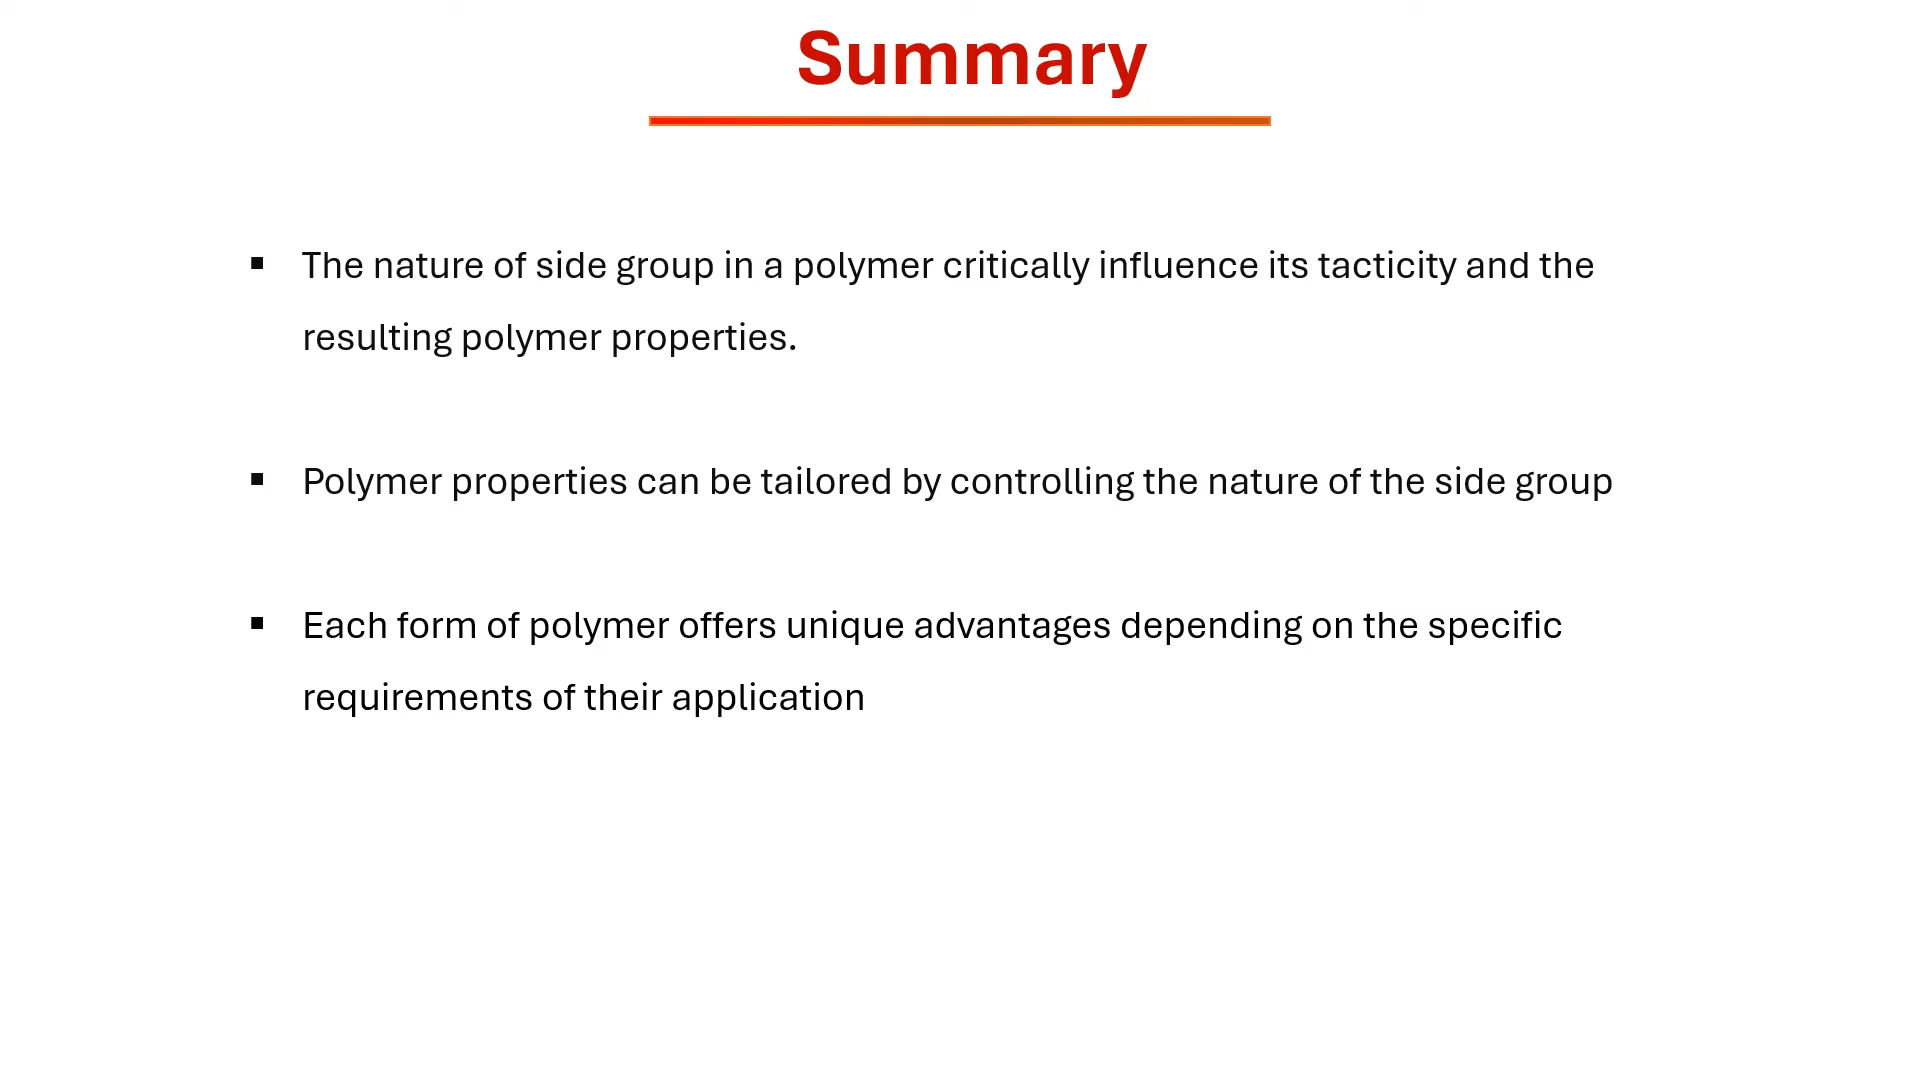 Summary
▪ The nature of side group in a polymer critically influence its tacticity and the
resulting polymer properties.
▪ Polymer properties can be tailored by controlling the nature of the side group
▪ Each form of polymer offers unique advantages depending on the specific
requirements of their application